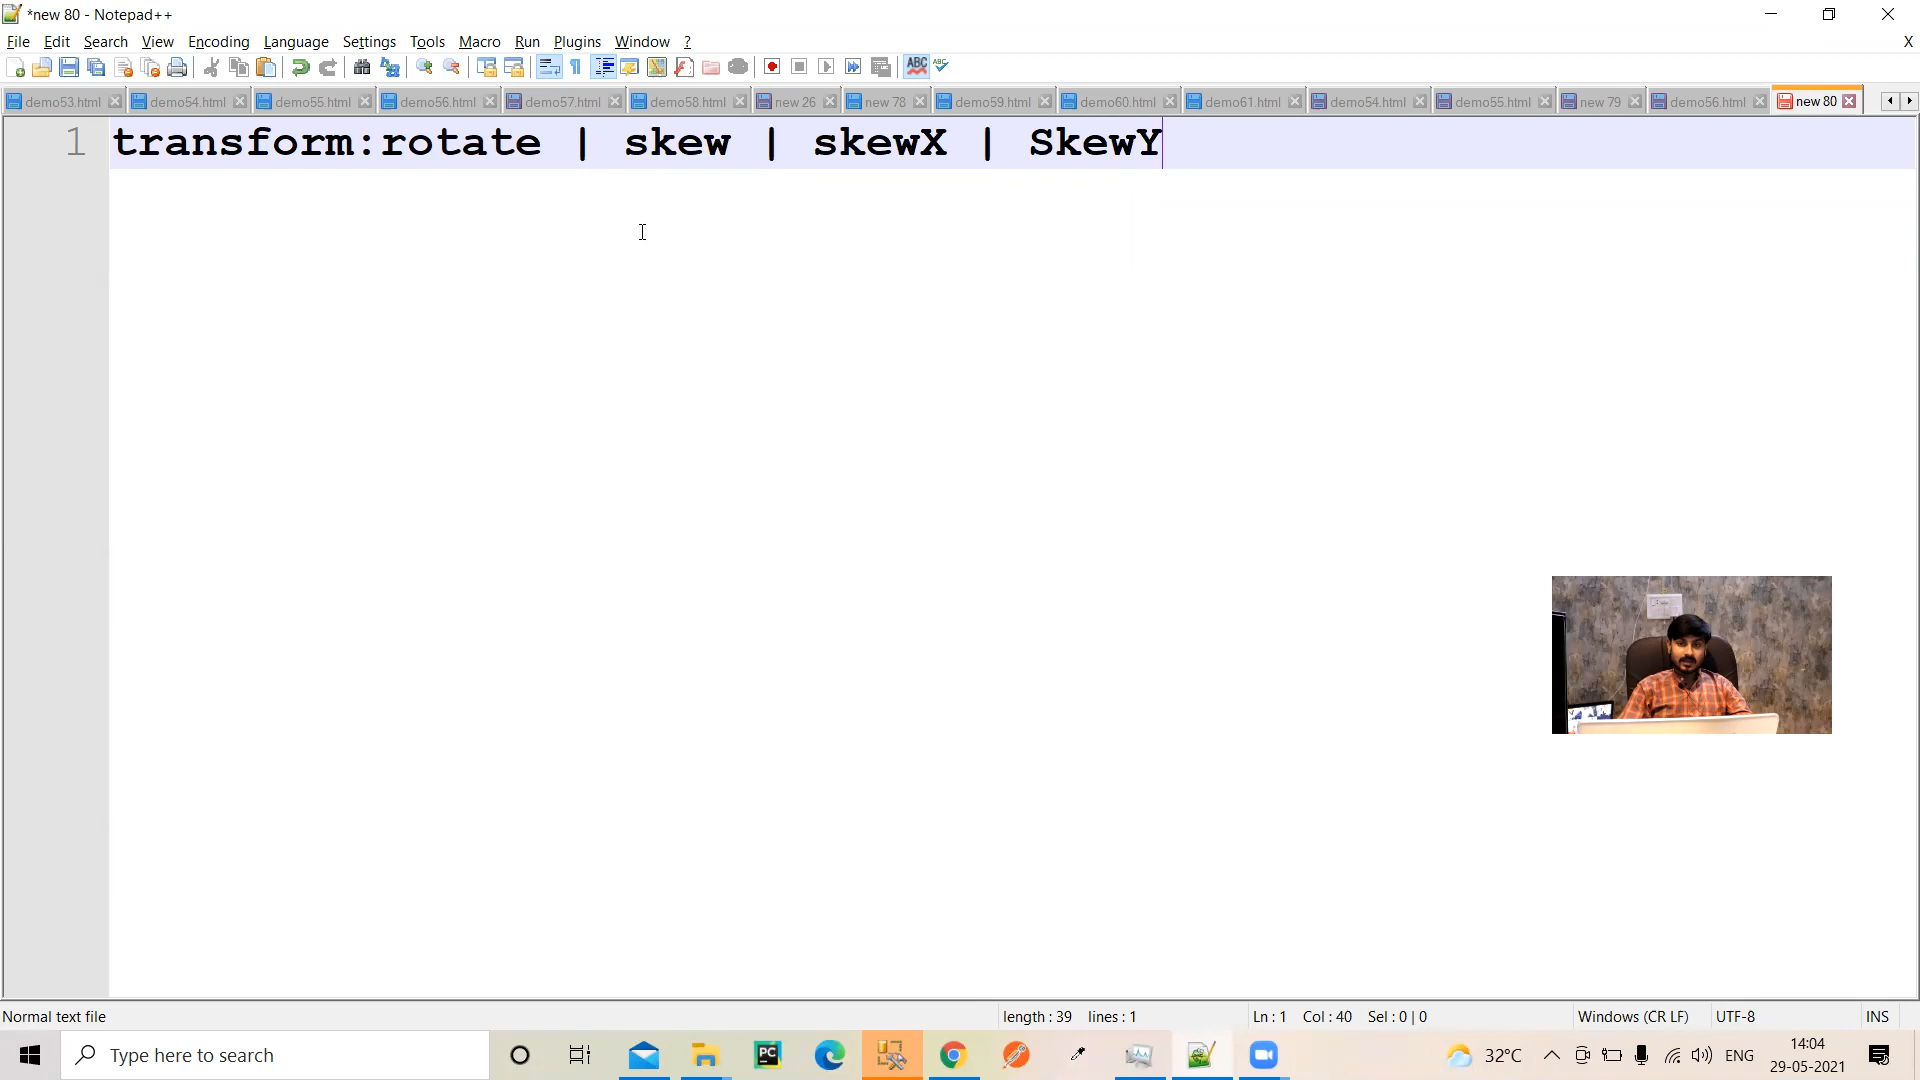 *new 80 - Notepad++
File Edit Search View Encoding Language Settings Tools Macro Run Plugins Window ? X
demo53.html demo54.html demo55.html demo56.html demo57.html demo58.html new 26 new 78 demo59.html demo60.html demo61.html demo54.html demo55.html new 79 demo56.html new 80
1 transform:rotate | skew | skewX | SkewY
Normal text file length : 39 lines : 1 Ln : 1 Col : 40 Sel : 0 | 0 Windows (CR LF) UTF-8 INS
Type here to search 32°C ENG 14:04
29-05-2021